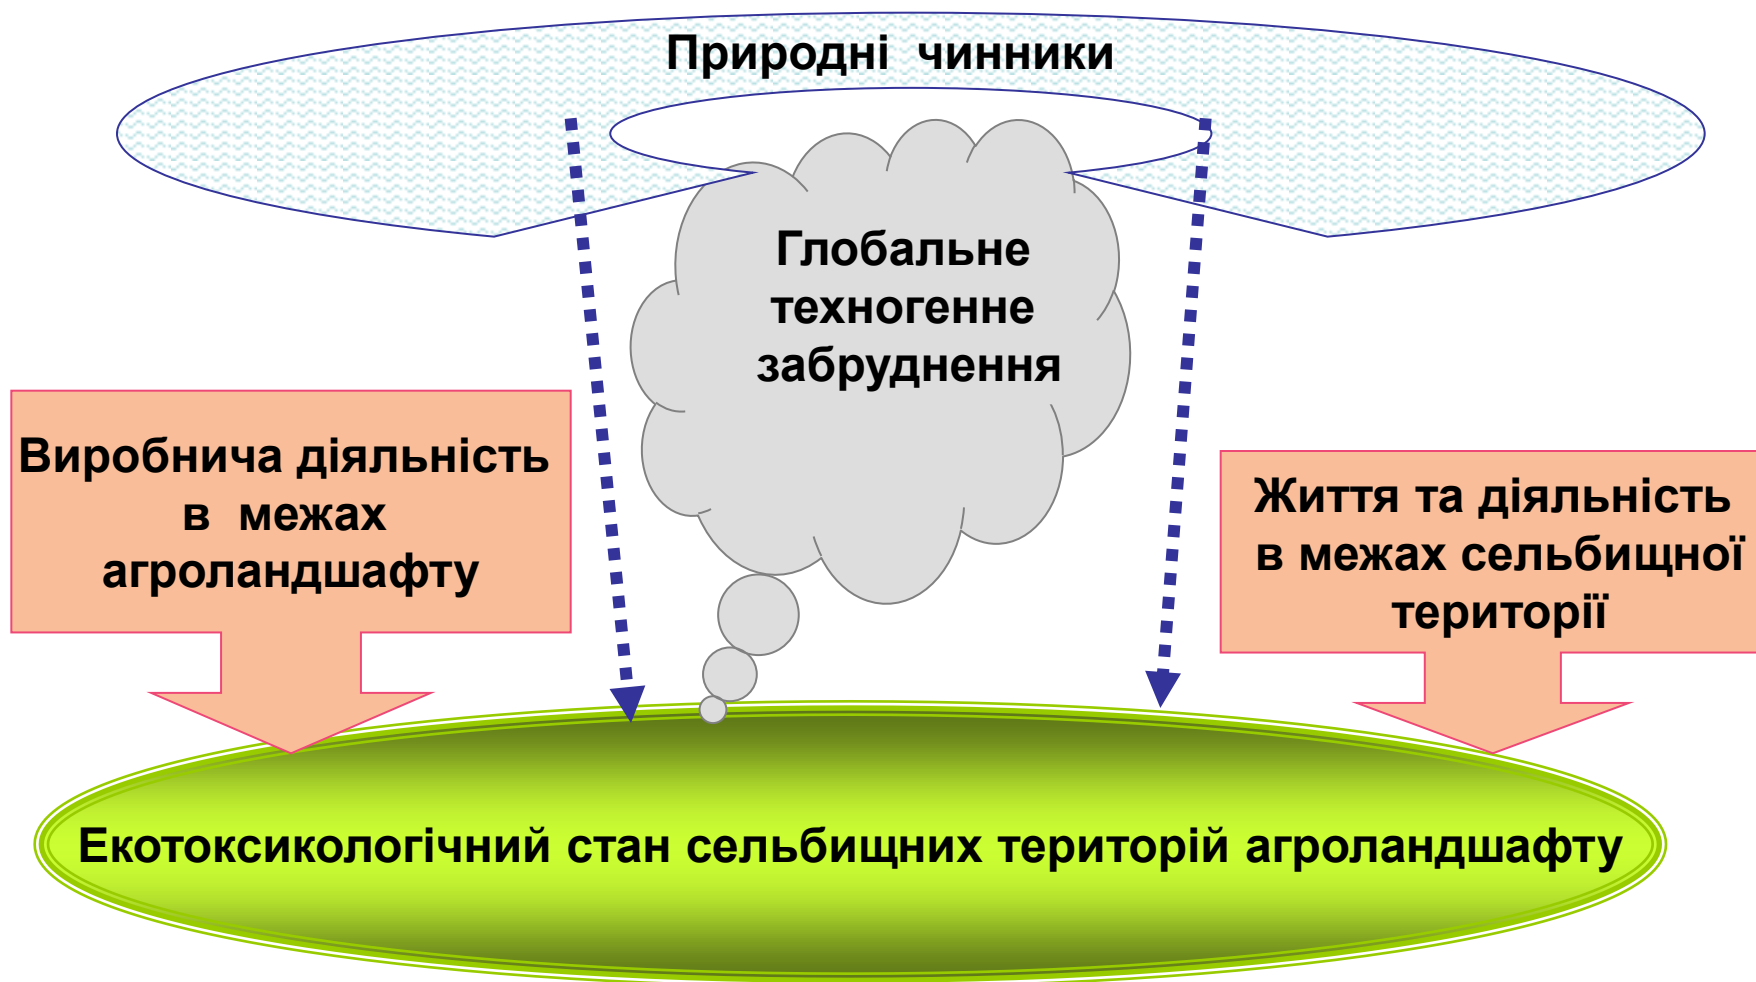 Природні чинники
Глобальне
техногенне
забруднення
Виробнича діяльність
в межах
агроландшафту
Життя та діяльність
в межах сельбищної
території
Екотоксикологічний стан сельбищних територій агроландшафту